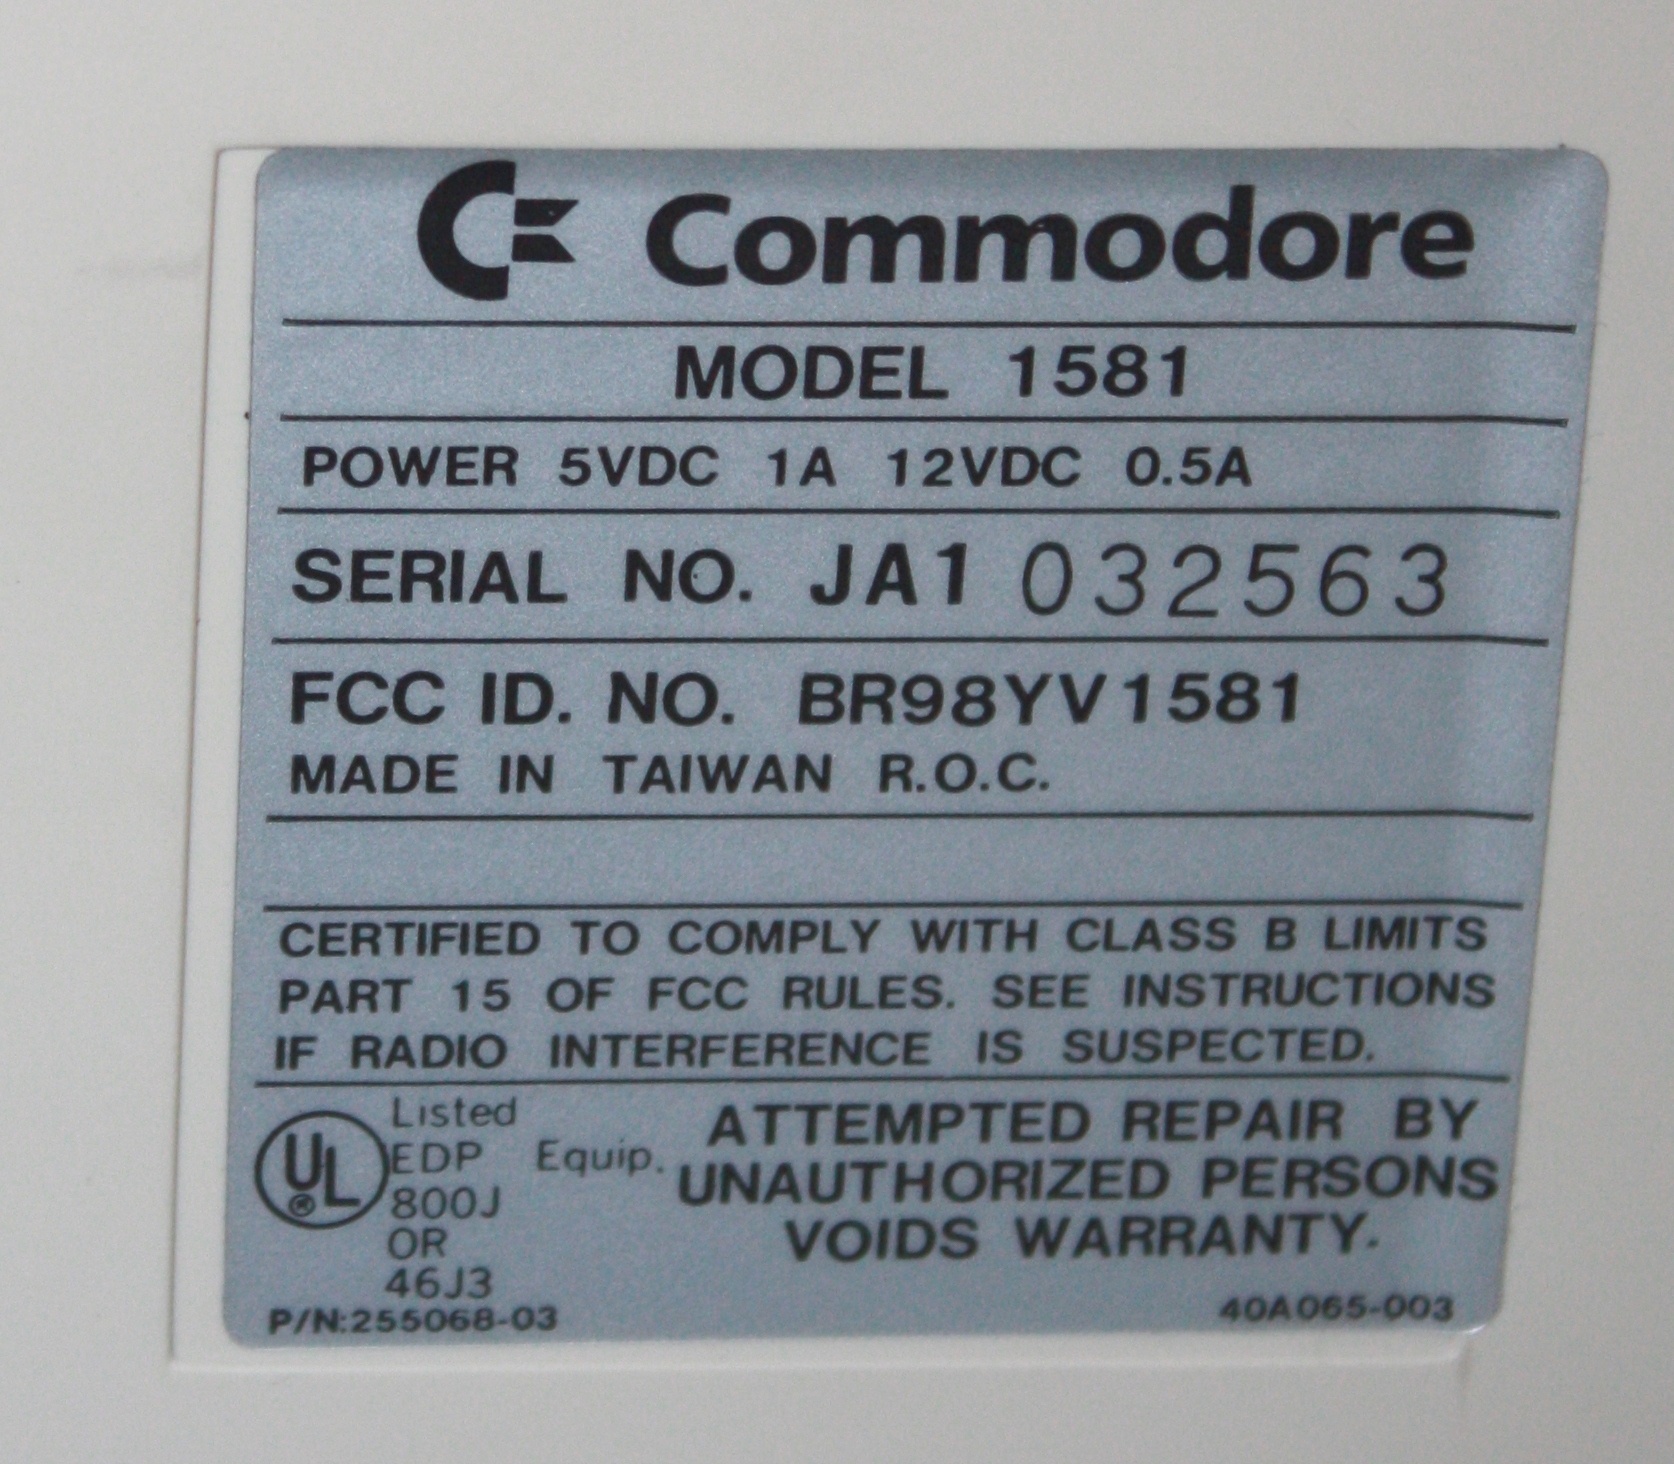 Commodore
MODEL 1581
POWER 5VDC 1A 12VDC 0.5A
SERIAL NO. JA1 032563
FCC ID. NO. BR98YV1581
MADE IN TAIWAN R.O.C.
CERTIFIED TO COMPLY WITH CLASS B LIMITS
PART 15 OF FCC RULES. SEE INSTRUCTIONS
IF RADIO INTERFERENCE IS SUSPECTED.
UL®
Listed
EDP Equip.
800J
OR
46J3
P/N:255068-03
ATTEMPTED REPAIR BY
UNAUTHORIZED PERSONS
VOIDS WARRANTY.
40A065-003